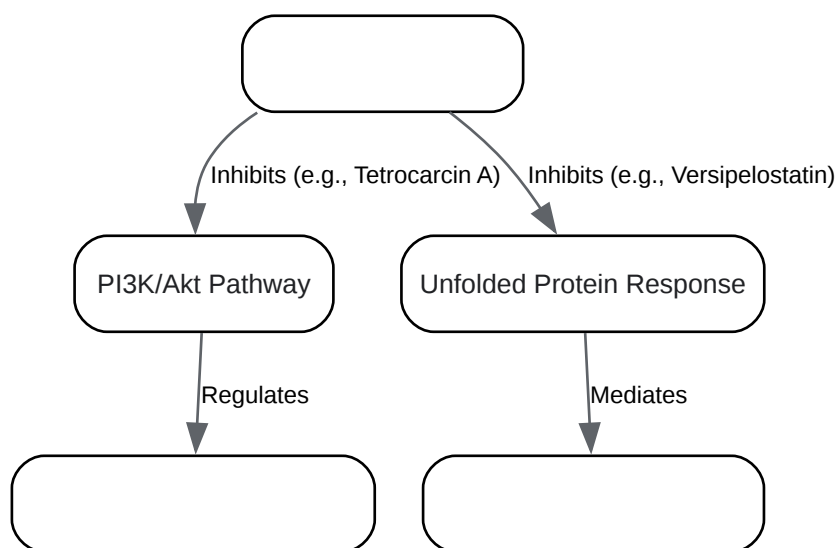 Inhibits (e.g., Tetrocarcin A)
Inhibits (e.g., Versipelostatin)
PI3K/Akt Pathway
Unfolded Protein Response
Regulates
Mediates